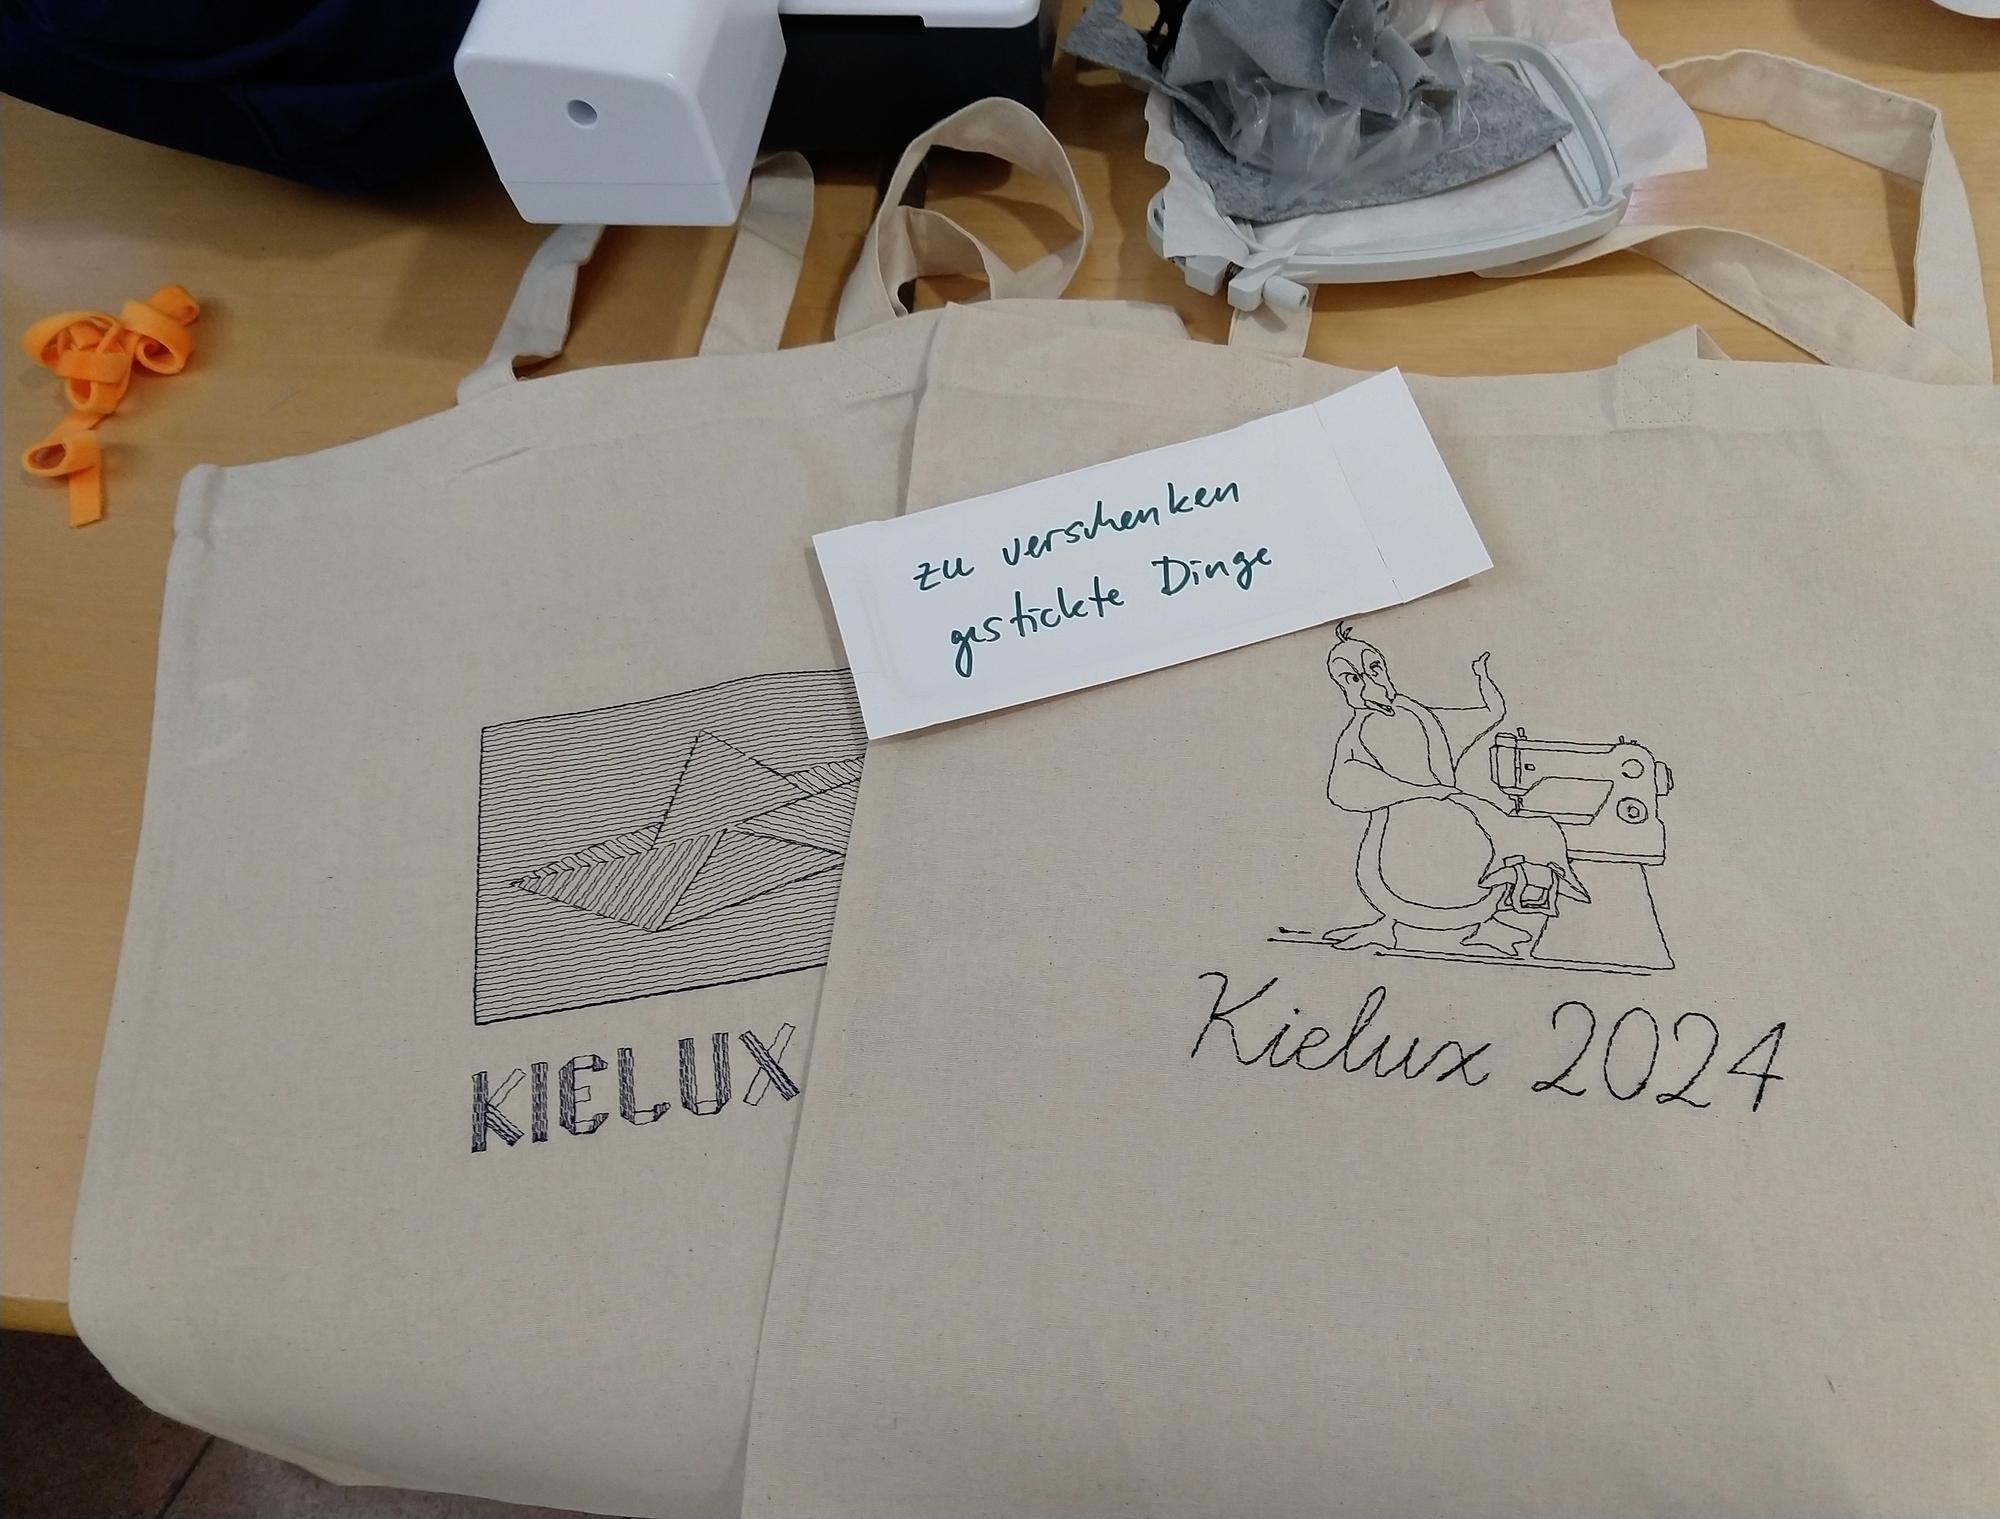 zu verschenken
gestickte Dinge
KIELUX
Kielux 2024